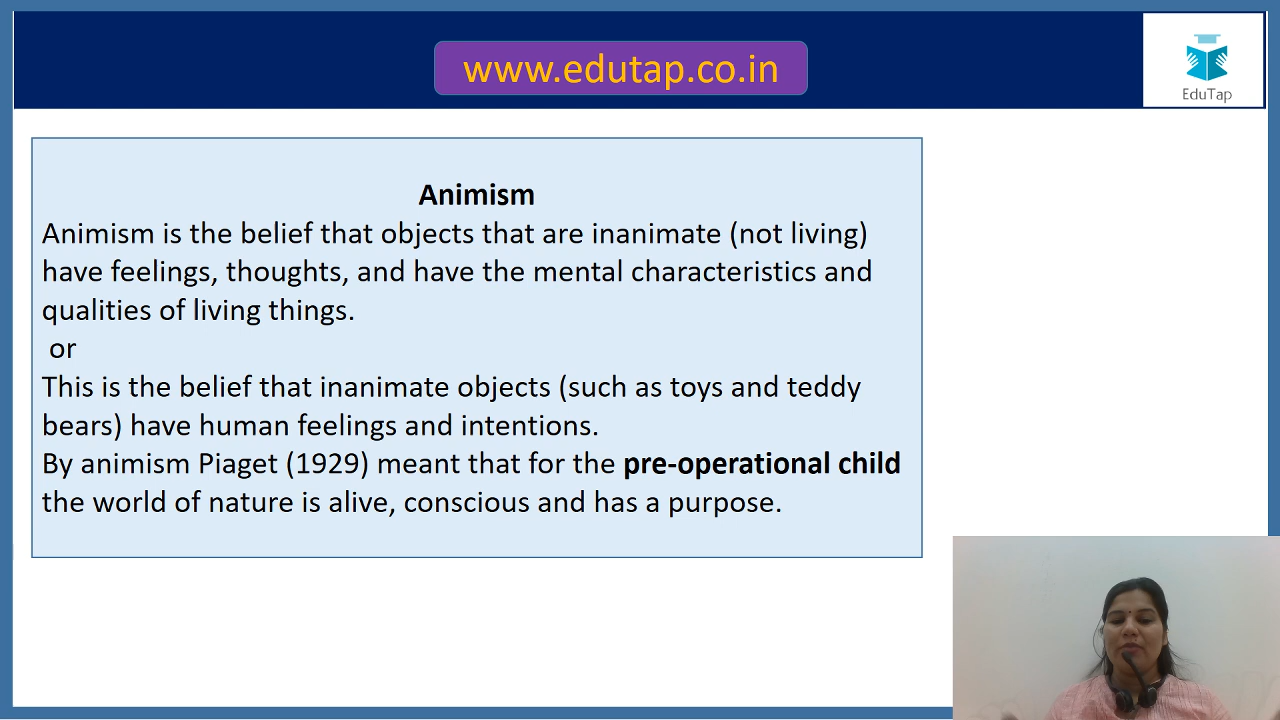 www.edutap.co.in
EduTap
Animism
Animism is the belief that objects that are inanimate (not living)
have feelings, thoughts, and have the mental characteristics and
qualities of living things.
or
This is the belief that inanimate objects (such as toys and teddy
bears) have human feelings and intentions.
By animism Piaget (1929) meant that for the pre-operational child
the world of nature is alive, conscious and has a purpose.